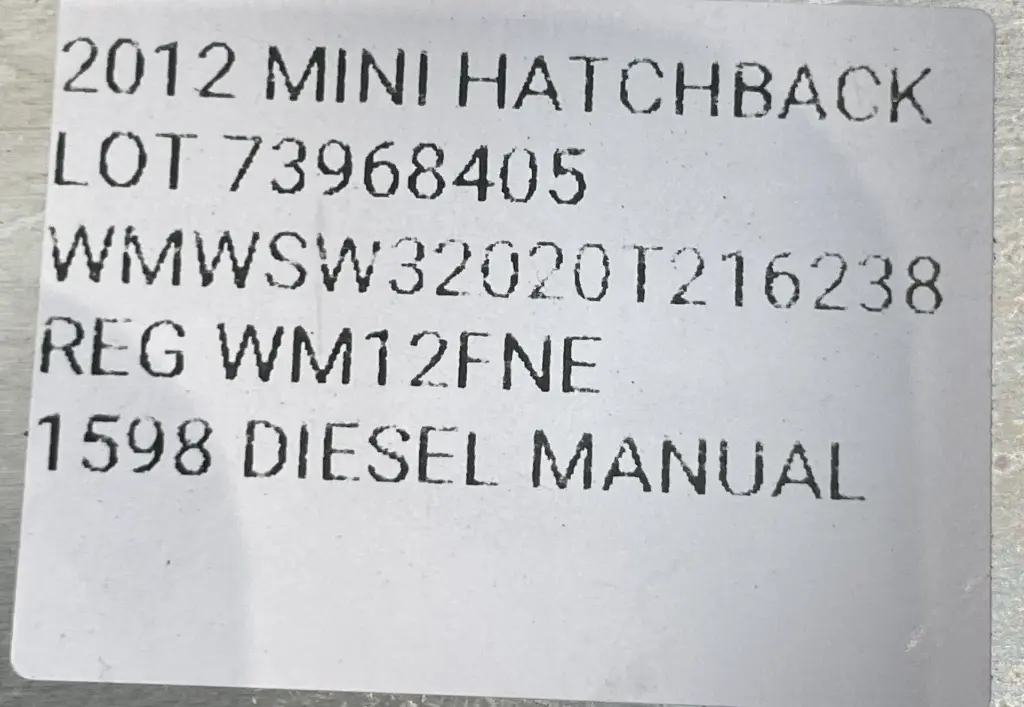 2012 MINI HATCHBACK
LOT 73968405
WMWSW32020T216238
REG WM12FNE
1598 DIESEL MANUAL